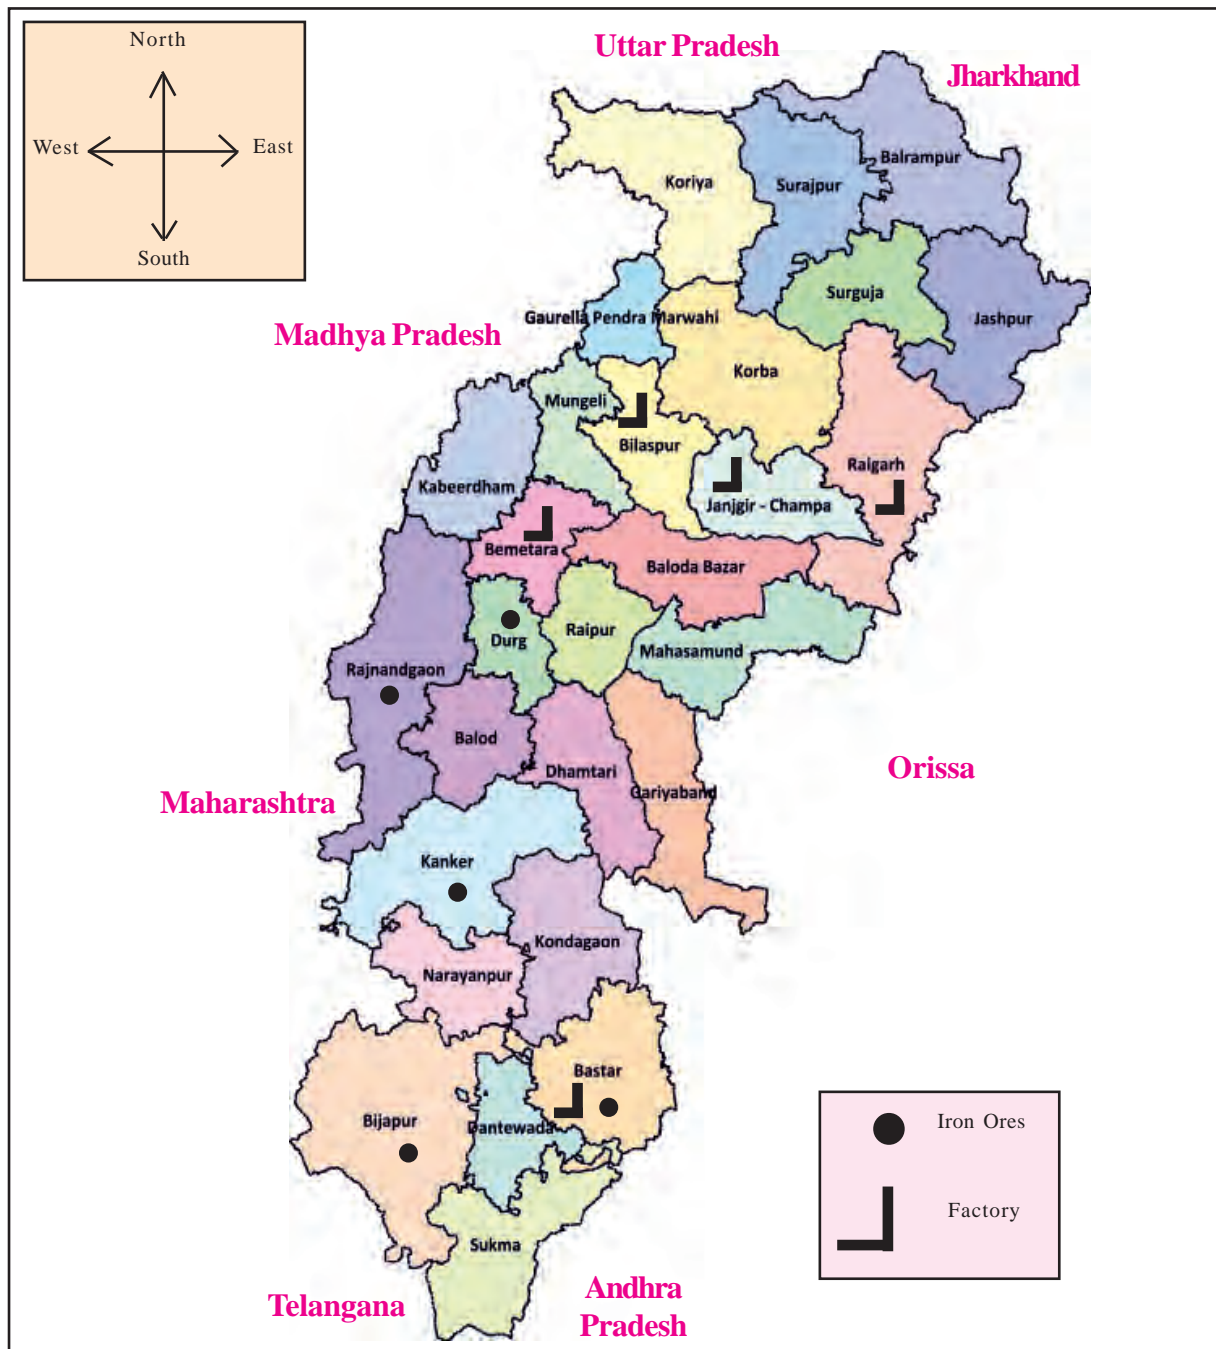 North
West
East
South
Uttar Pradesh
Jharkhand
Balrampur
Koriya
Surajpur
Surguja
Jashpur
Gaurella Pendra Marwahi
Madhya Pradesh
Korba
Mungeli
Bilaspur
Raigarh
Kabeerdham
Janjgir - Champa
Bemetara
Baloda Bazar
Durg
Raipur
Mahasamund
Rajnandgaon
Balod
Dhamtari
Orissa
Gariyaband
Maharashtra
Kanker
Kondagaon
Narayanpur
Bastar
Bijapur
Dantewada
Iron Ores
Factory
Sukma
Telangana
Andhra
Pradesh